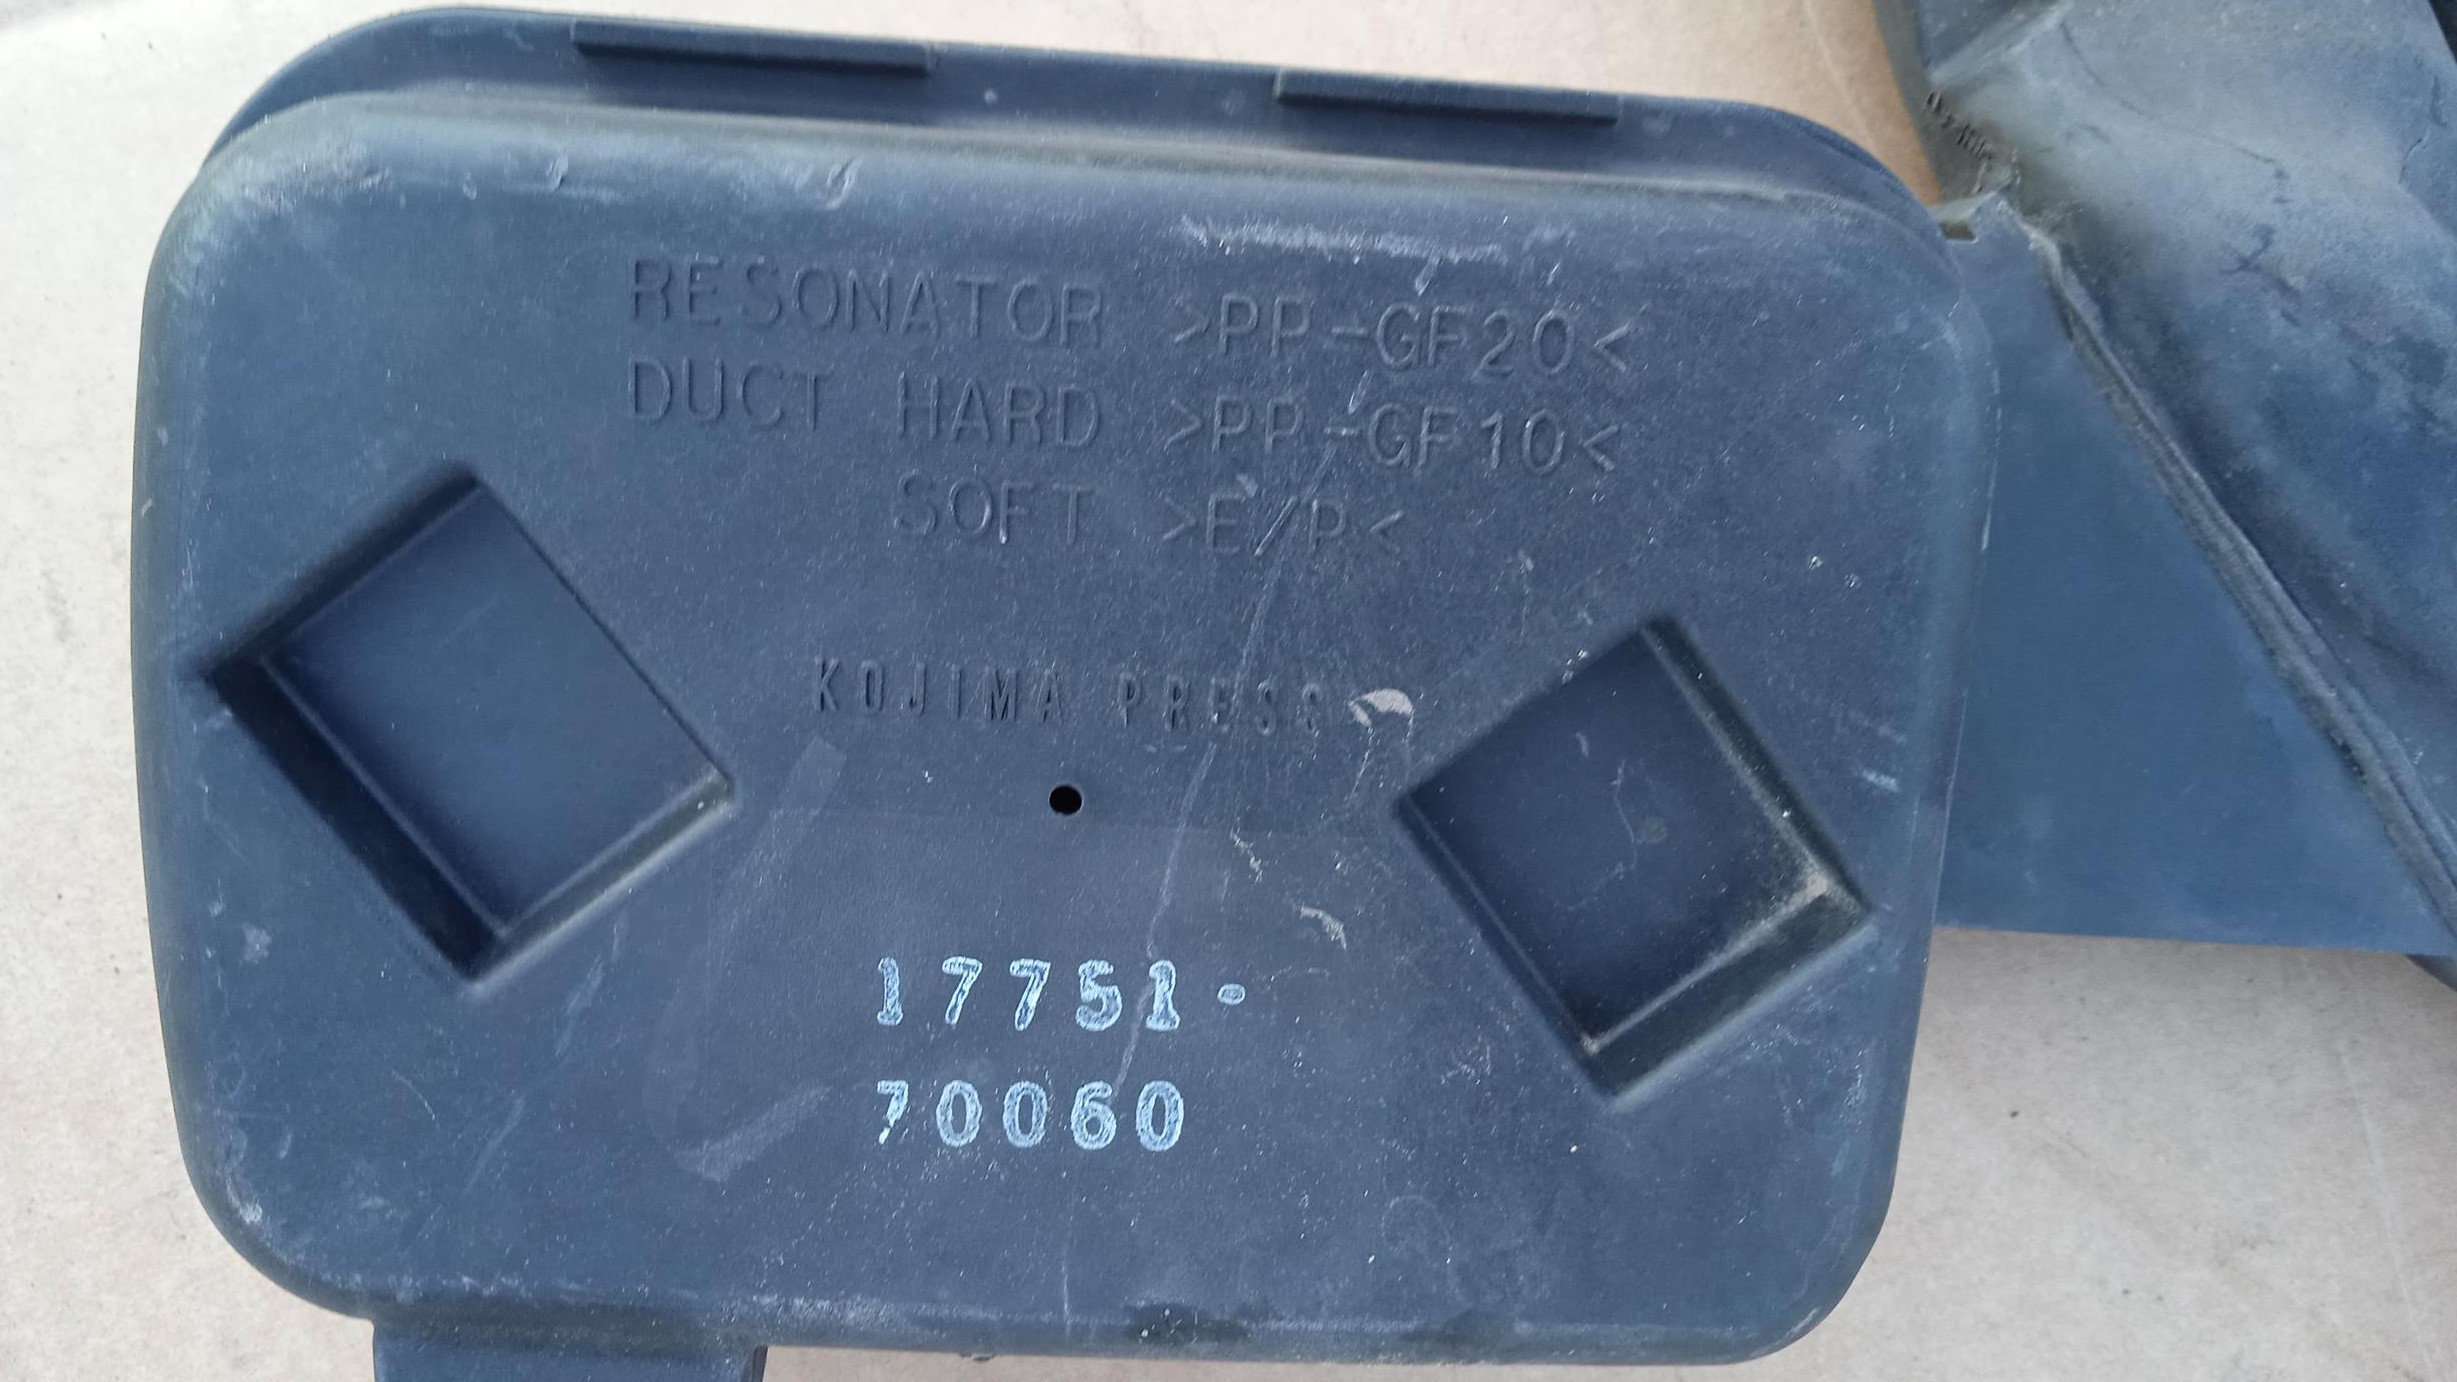 RESONATOR >PP-GF20<
DUCT HARD >PP-GF10<
SOFT >E/P<
KOJIMA PRESS
17751-
70060